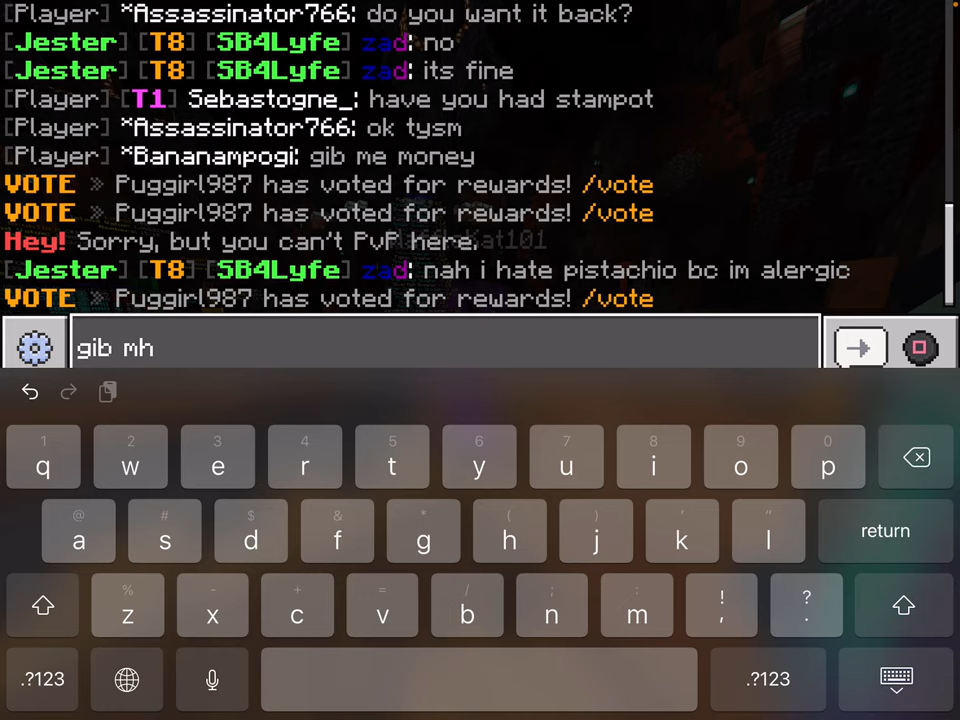 [Player] *Assassinator766: do you want it back?
[Jester] [T8] [SB4Lyfe] zad: no
[Jester] [T8] [SB4Lyfe] zad: its fine
[Player] [T1] Sebastogne_: have you had stampot
[Player] *Assassinator766: ok tysm
[Player] *Bananampogi: gib me money
VOTE » Puggirl987 has voted for rewards! /vote
VOTE » Puggirl987 has voted for rewards! /vote
Hey! Sorry, but you can't PvP here.
[Jester] [T8] [SB4Lyfe] zad: nah i hate pistachio bc im alergic
VOTE » Puggirl987 has voted for rewards! /vote
gib mh
1 2 3 4 5 6 7 8 9 0
q w e r t y u i o p
@ # $ & * ( ) ' "
a s d f g h j k l return
% - + = / ; : ! ?
z x c v b n m , .
.?123 .?123